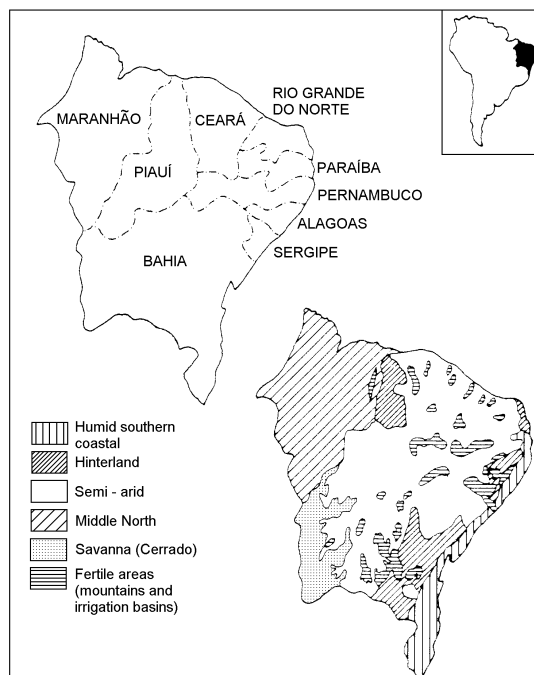 RIO GRANDE
DO NORTE
MARANHÃO
CEARÁ
PIAUÍ
PARAÍBA
PERNAMBUCO
ALAGOAS
BAHIA
SERGIPE
Humid southern
coastal
Hinterland
Semi - arid
Middle North
Savanna (Cerrado)
Fertile areas
(mountains and
irrigation basins)